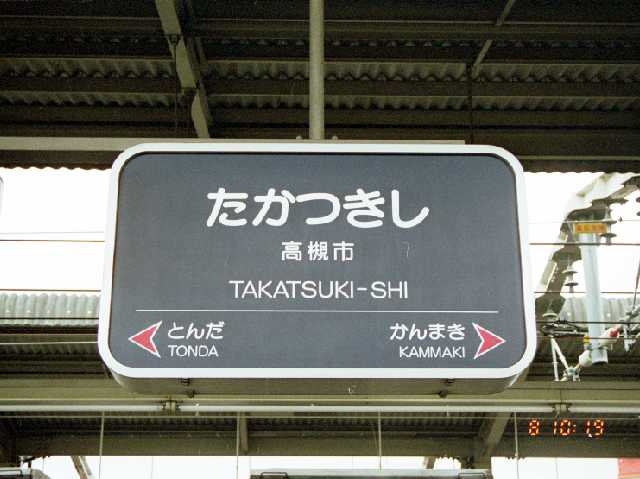 たかつきし
高槻市
TAKATSUKI-SHI
とんだ
TONDA
かんまき
KAMMAKI
8 10:19